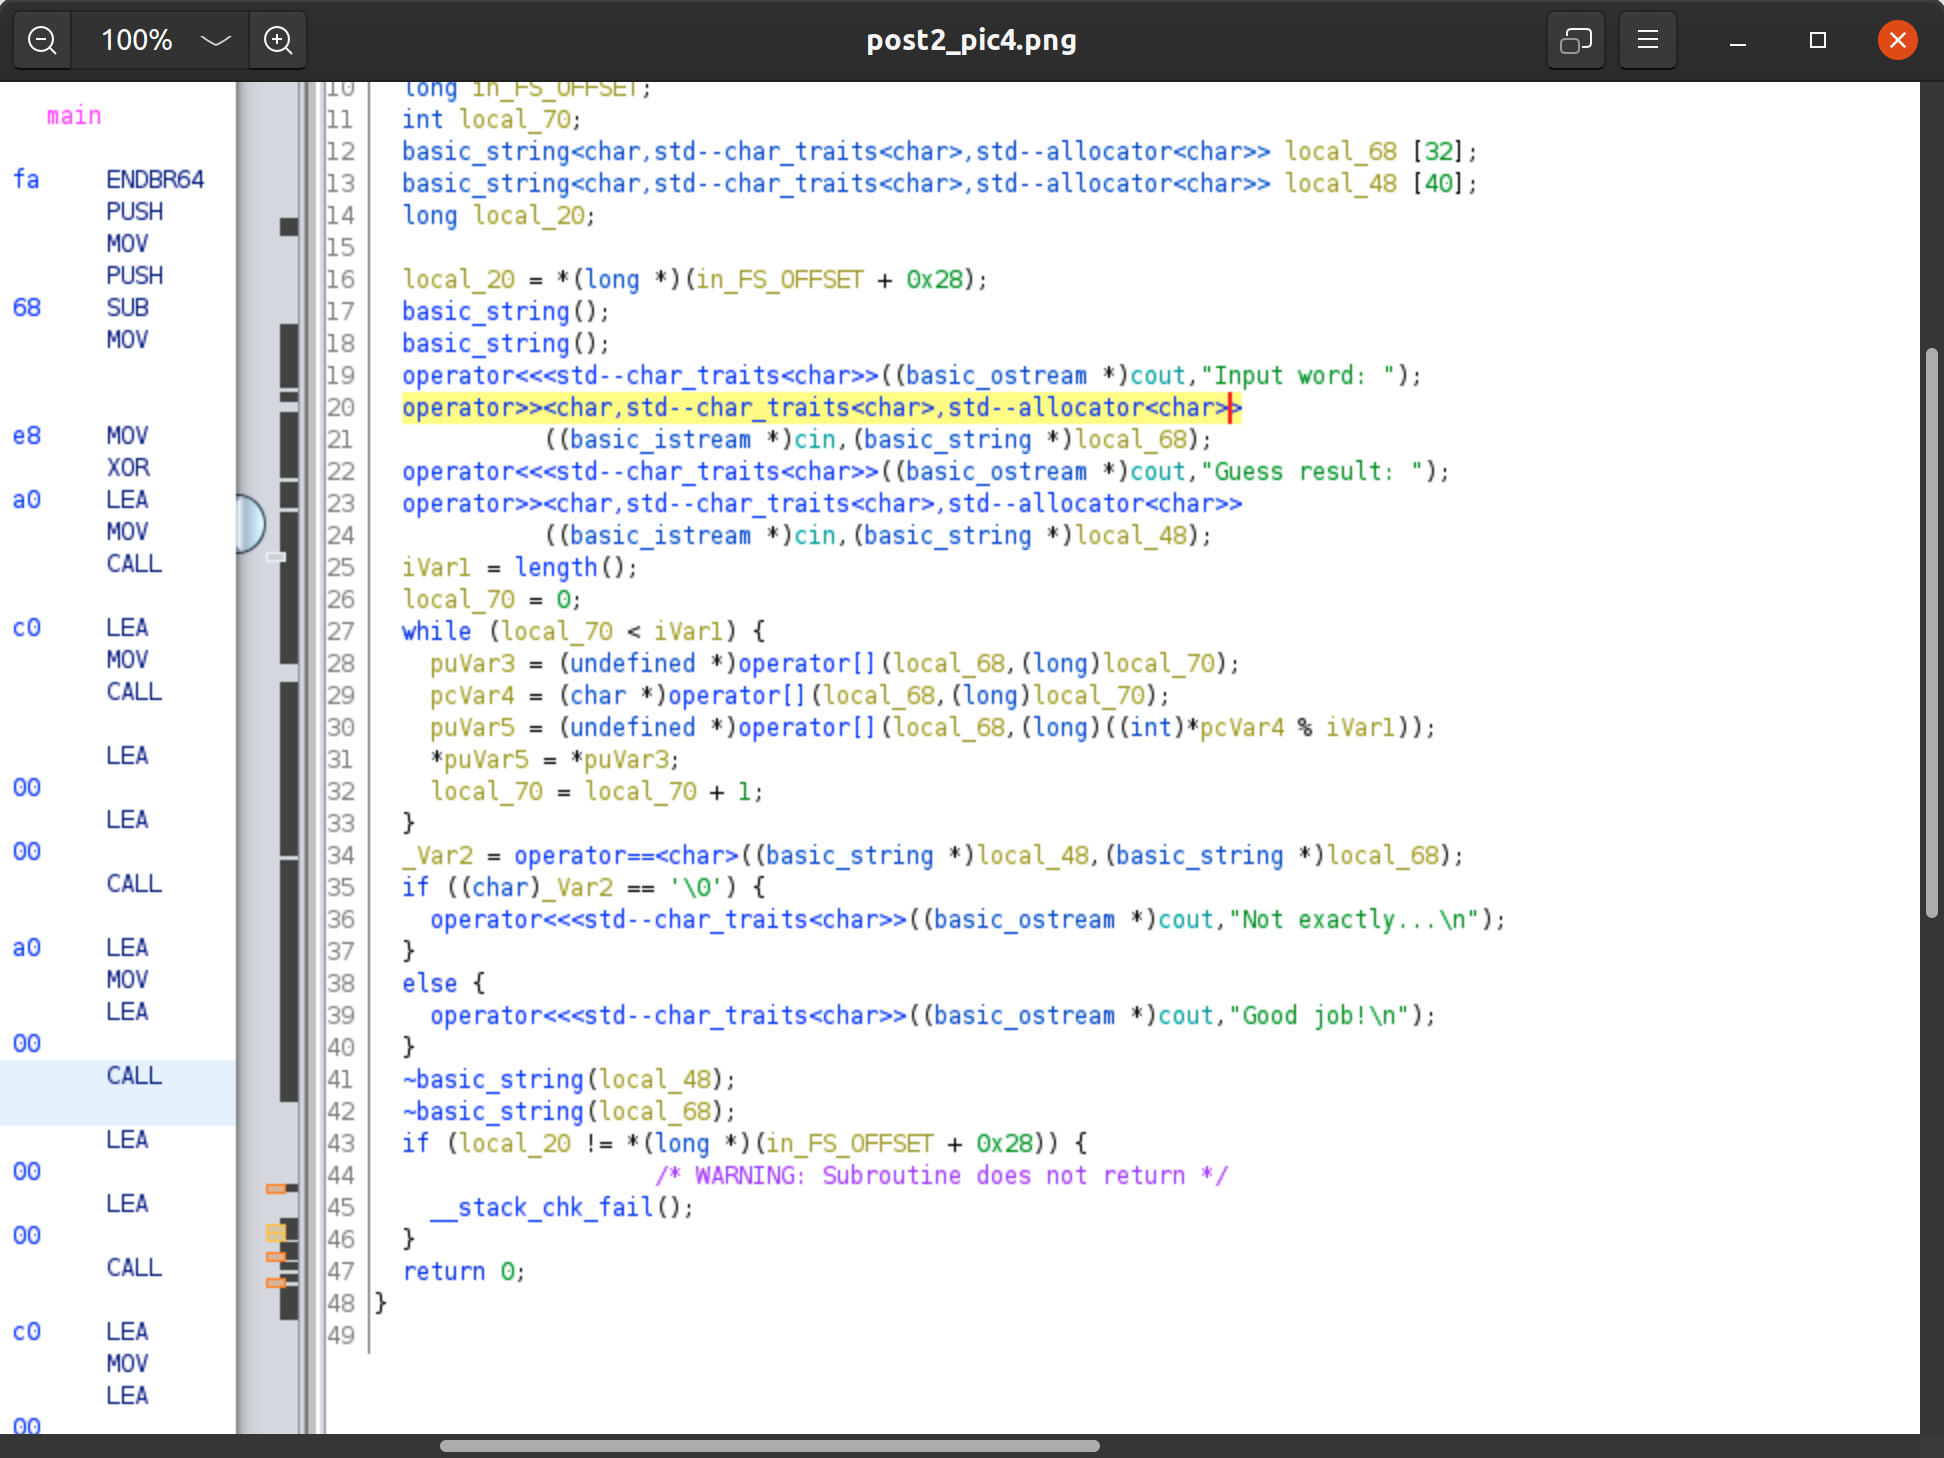 100%
post2_pic4.png
main
fa ENDBR64
PUSH
MOV
PUSH
68 SUB
MOV
e8 MOV
XOR
a0 LEA
MOV
CALL
c0 LEA
MOV
CALL
LEA
00
LEA
00
CALL
a0 LEA
MOV
LEA
00
CALL
LEA
00
LEA
00
CALL
c0 LEA
MOV
LEA
00
10 long in_FS_OFFSET;
11 int local_70;
12 basic_string<char,std--char_traits<char>,std--allocator<char>> local_68 [32];
13 basic_string<char,std--char_traits<char>,std--allocator<char>> local_48 [40];
14 long local_20;
15
16 local_20 = *(long *)(in_FS_OFFSET + 0x28);
17 basic_string();
18 basic_string();
19 operator<<<std--char_traits<char>>((basic_ostream *)cout,"Input word: ");
20 operator>><char,std--char_traits<char>,std--allocator<char>>
21 ((basic_istream *)cin,(basic_string *)local_68);
22 operator<<<std--char_traits<char>>((basic_ostream *)cout,"Guess result: ");
23 operator>><char,std--char_traits<char>,std--allocator<char>>
24 ((basic_istream *)cin,(basic_string *)local_48);
25 iVar1 = length();
26 local_70 = 0;
27 while (local_70 < iVar1) {
28 puVar3 = (undefined *)operator[](local_68,(long)local_70);
29 pcVar4 = (char *)operator[](local_68,(long)local_70);
30 puVar5 = (undefined *)operator[](local_68,(long)((int)*pcVar4 % iVar1));
31 *puVar5 = *puVar3;
32 local_70 = local_70 + 1;
33 }
34 _Var2 = operator==<char>((basic_string *)local_48,(basic_string *)local_68);
35 if ((char)_Var2 == '\0') {
36 operator<<<std--char_traits<char>>((basic_ostream *)cout,"Not exactly...\n");
37 }
38 else {
39 operator<<<std--char_traits<char>>((basic_ostream *)cout,"Good job!\n");
40 }
41 ~basic_string(local_48);
42 ~basic_string(local_68);
43 if (local_20 != *(long *)(in_FS_OFFSET + 0x28)) {
44 /* WARNING: Subroutine does not return */
45 __stack_chk_fail();
46 }
47 return 0;
48 }
49